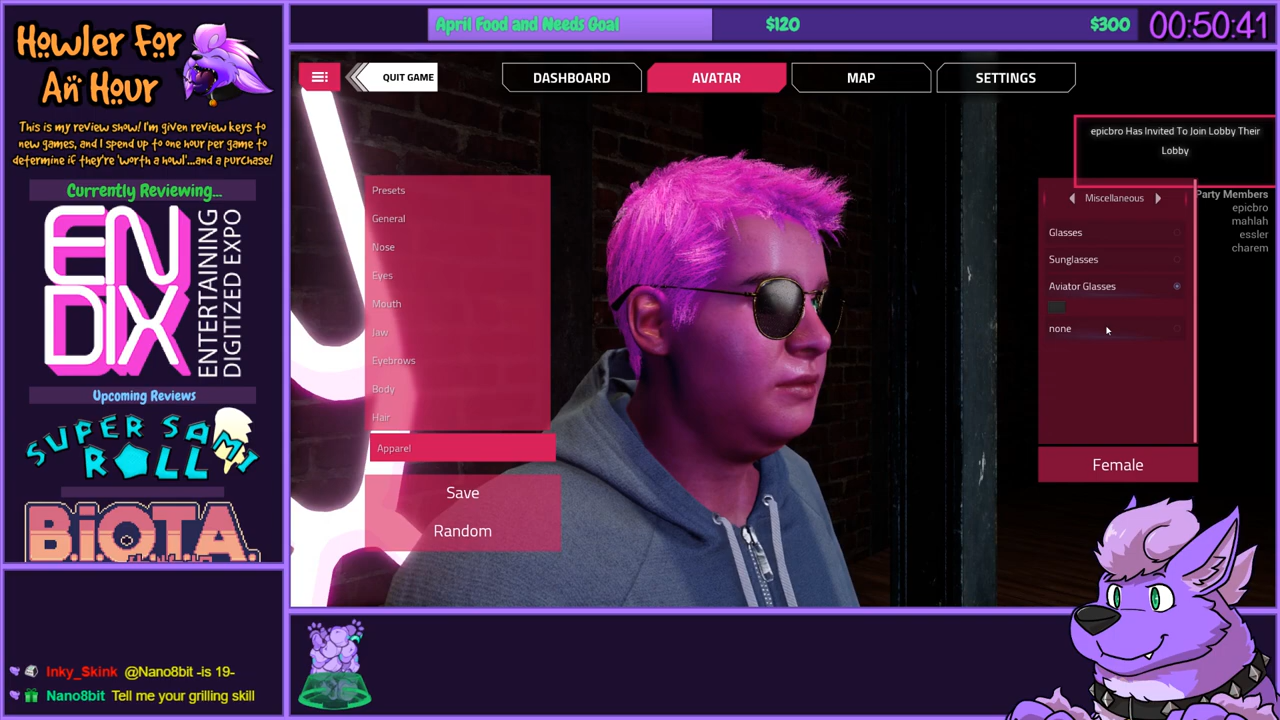 Howler For
An Hour
This is my review show! I'm given review keys to
new games, and I spend up to one hour per game to
determine if they're 'worth a howl'...and a purchase!
Currently Reviewing...
ENDIX
ENTERTAINING
DIGITIZED EXPO
Upcoming Reviews
SUPER SAMI
ROLL
B.i.OTA.
Inky_Skink @Nano8bit -is 19-
Nano8bit Tell me your grilling skill
April Food and Needs Goal
$120
$300
00:50:41
QUIT GAME
DASHBOARD
AVATAR
MAP
SETTINGS
epicbro Has Invited To Join Lobby Their
Lobby
Party Members
epicbro
mahlah
essler
charem
Presets
General
Nose
Eyes
Mouth
Jaw
Eyebrows
Body
Hair
Apparel
Save
Random
Miscellaneous
Glasses
Sunglasses
Aviator Glasses
none
Female